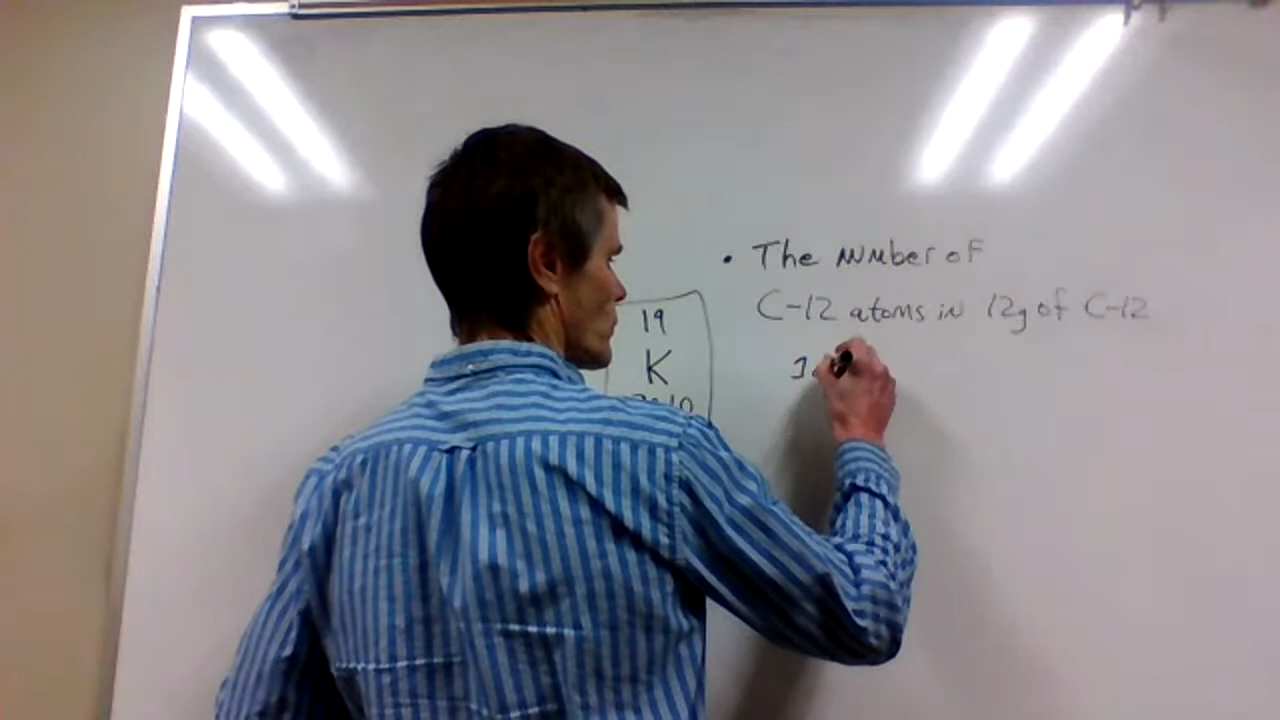 • The number of
C-12 atoms in 12g of C-12
19
K